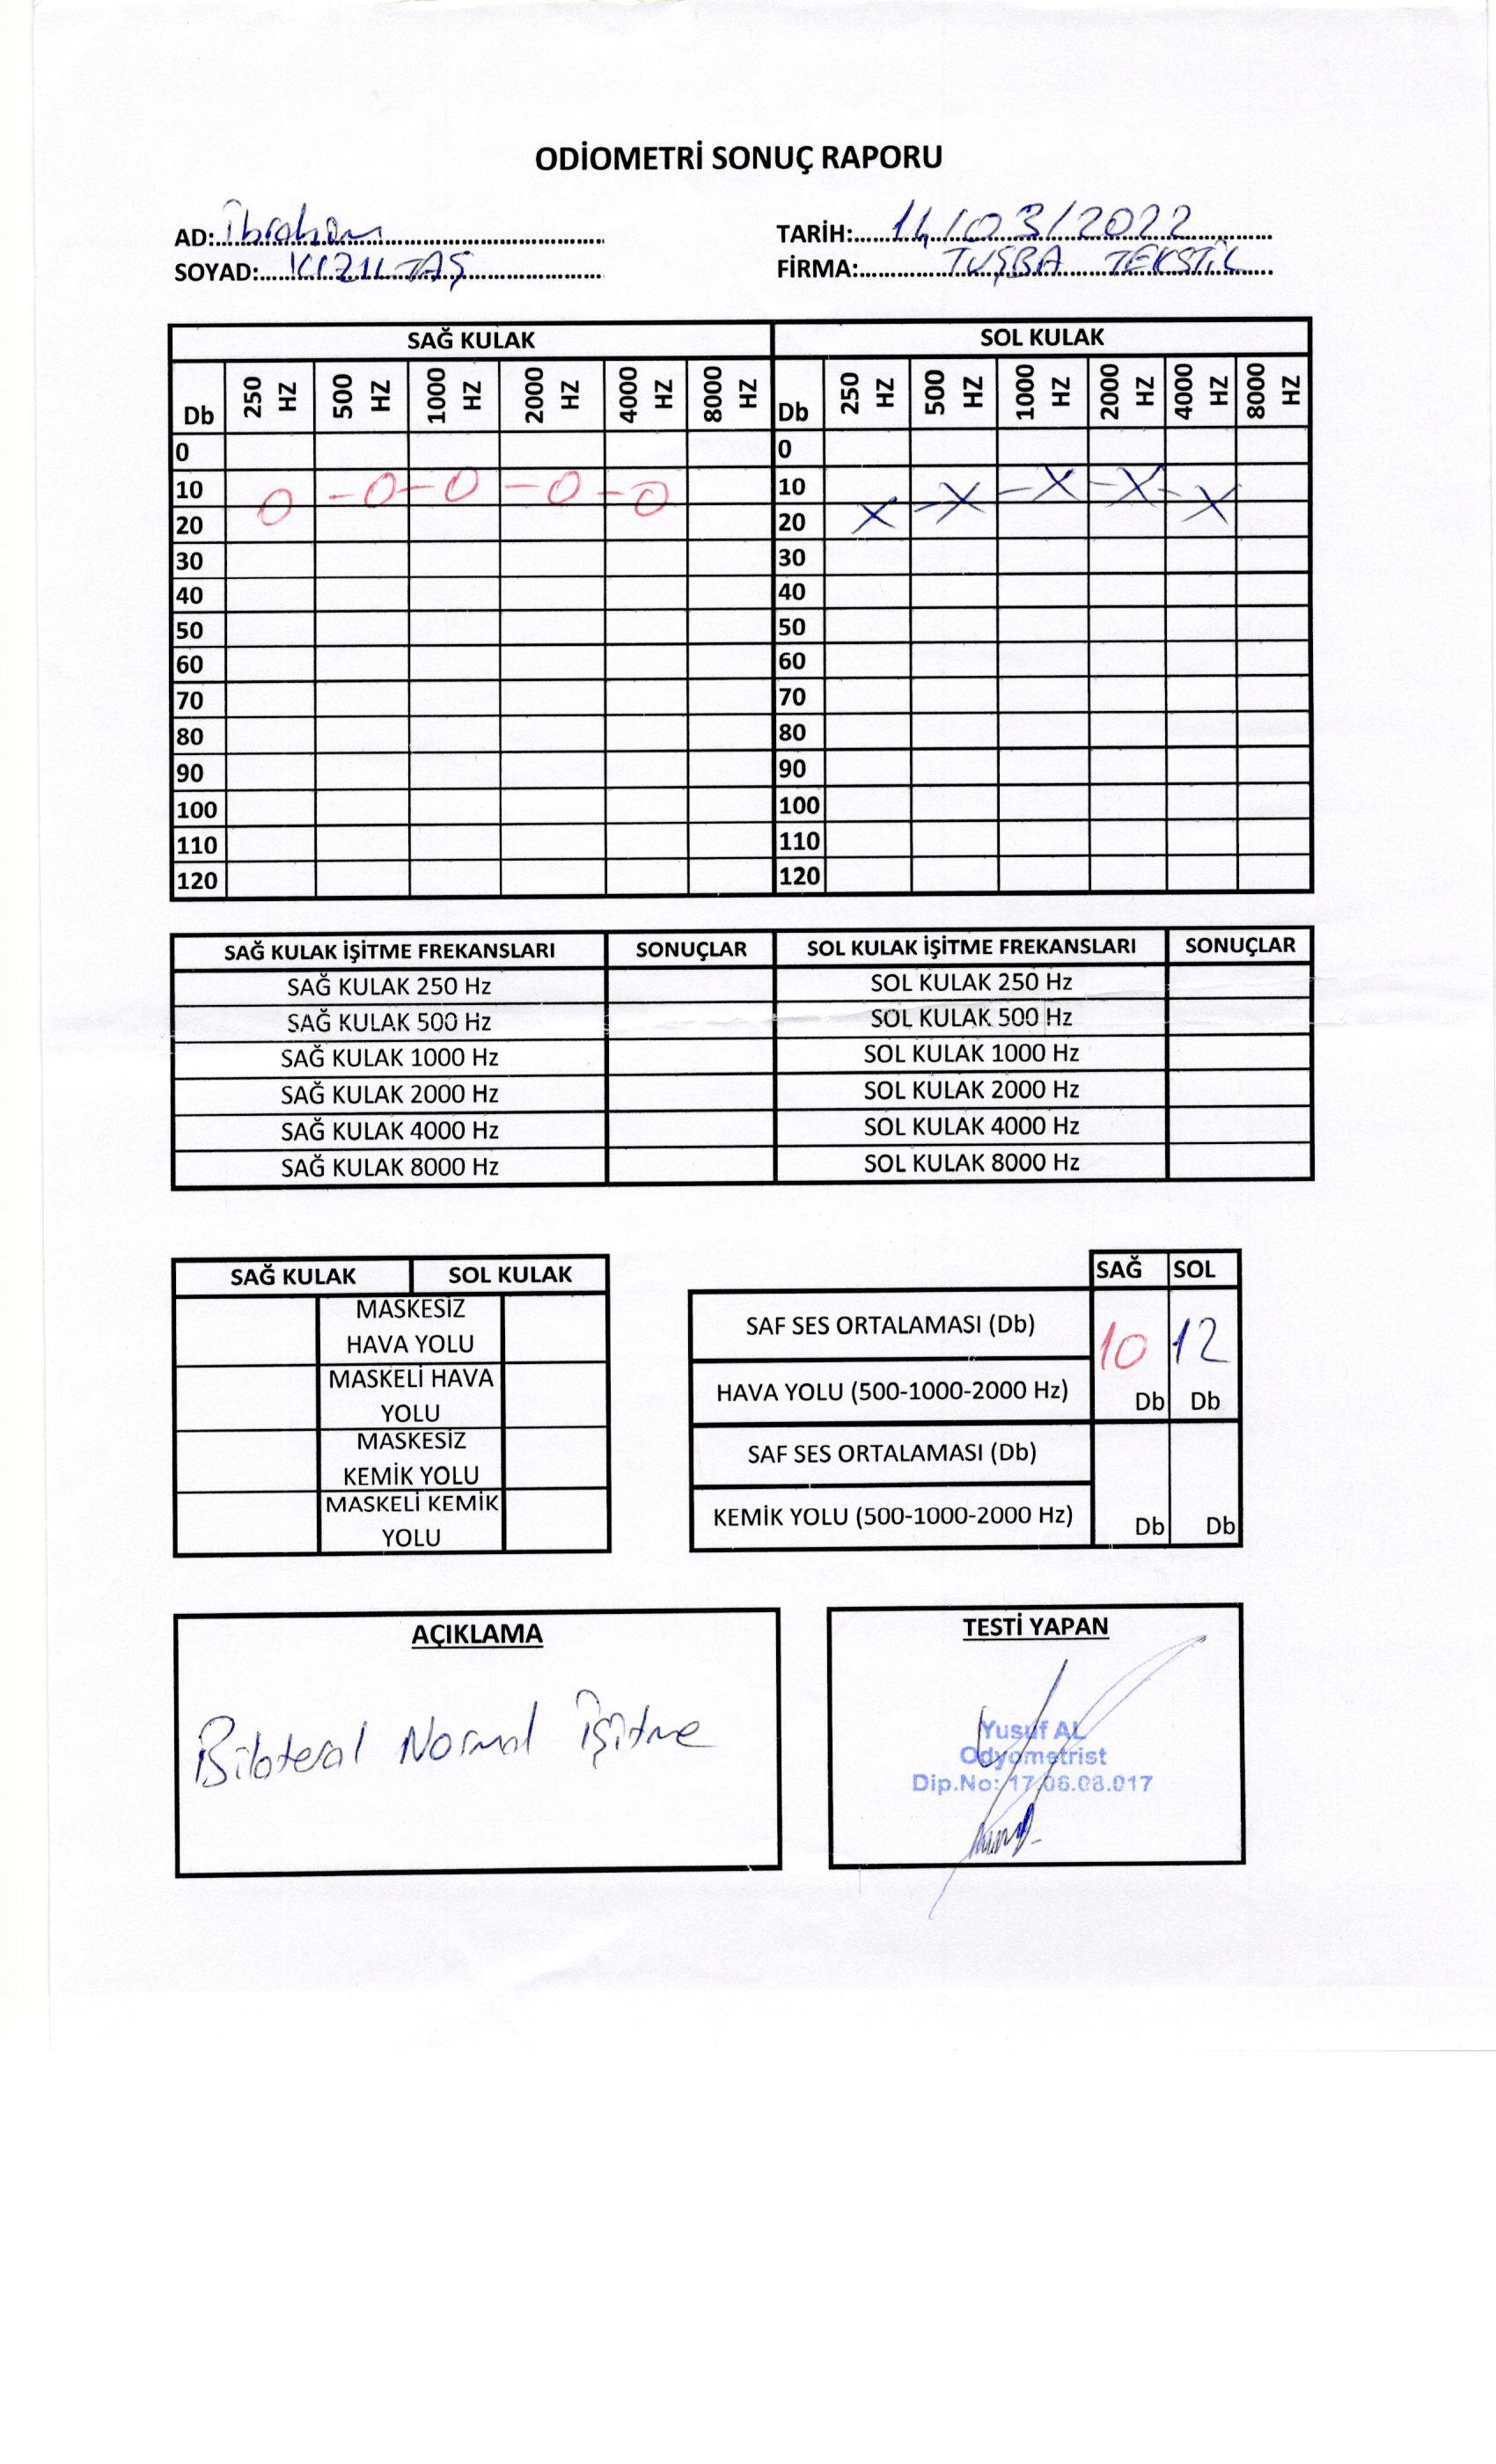 ODİOMETRİ SONUÇ RAPORU
AD: İbrahim TARİH: 14/03/2022
SOYAD: KIZILTAŞ FİRMA: TUŞBA TEKSTİL
SAĞ KULAK SOL KULAK
Db 250 HZ 500 HZ 1000 HZ 2000 HZ 4000 HZ 8000 HZ Db 250 HZ 500 HZ 1000 HZ 2000 HZ 4000 HZ 8000 HZ
0 0
10 10
20 20
30 30
40 40
50 50
60 60
70 70
80 80
90 90
100 100
110 110
120 120
SAĞ KULAK İŞİTME FREKANSLARI SONUÇLAR SOL KULAK İŞİTME FREKANSLARI SONUÇLAR
SAĞ KULAK 250 Hz SOL KULAK 250 Hz
SAĞ KULAK 500 Hz SOL KULAK 500 Hz
SAĞ KULAK 1000 Hz SOL KULAK 1000 Hz
SAĞ KULAK 2000 Hz SOL KULAK 2000 Hz
SAĞ KULAK 4000 Hz SOL KULAK 4000 Hz
SAĞ KULAK 8000 Hz SOL KULAK 8000 Hz
SAĞ KULAK SOL KULAK
MASKESİZ
HAVA YOLU
MASKELİ HAVA
YOLU
MASKESİZ
KEMİK YOLU
MASKELİ KEMİK
YOLU
SAĞ SOL
SAF SES ORTALAMASI (Db) 10 12
HAVA YOLU (500-1000-2000 Hz) Db Db
SAF SES ORTALAMASI (Db)
KEMİK YOLU (500-1000-2000 Hz) Db Db
AÇIKLAMA
Bilateral Normal İşitme
TESTİ YAPAN
Yusuf AL
Odyometrist
Dip.No: 17.06.08.017